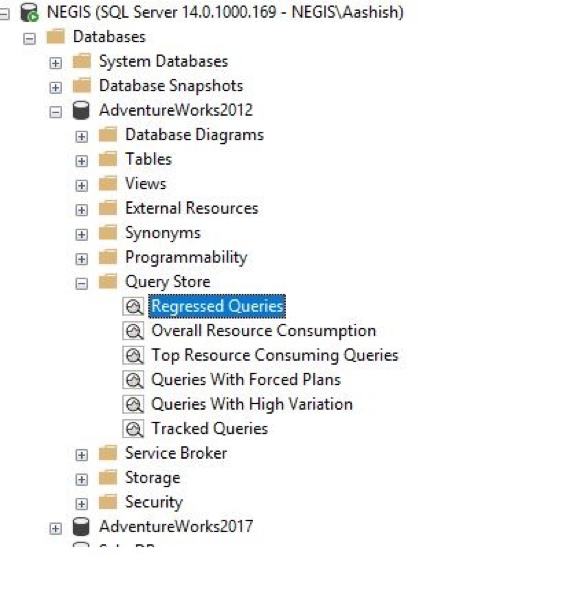 NEGIS (SQL Server 14.0.1000.169 - NEGIS\Aashish)
Databases
System Databases
Database Snapshots
AdventureWorks2012
Database Diagrams
Tables
Views
External Resources
Synonyms
Programmability
Query Store
Regressed Queries
Overall Resource Consumption
Top Resource Consuming Queries
Queries With Forced Plans
Queries With High Variation
Tracked Queries
Service Broker
Storage
Security
AdventureWorks2017